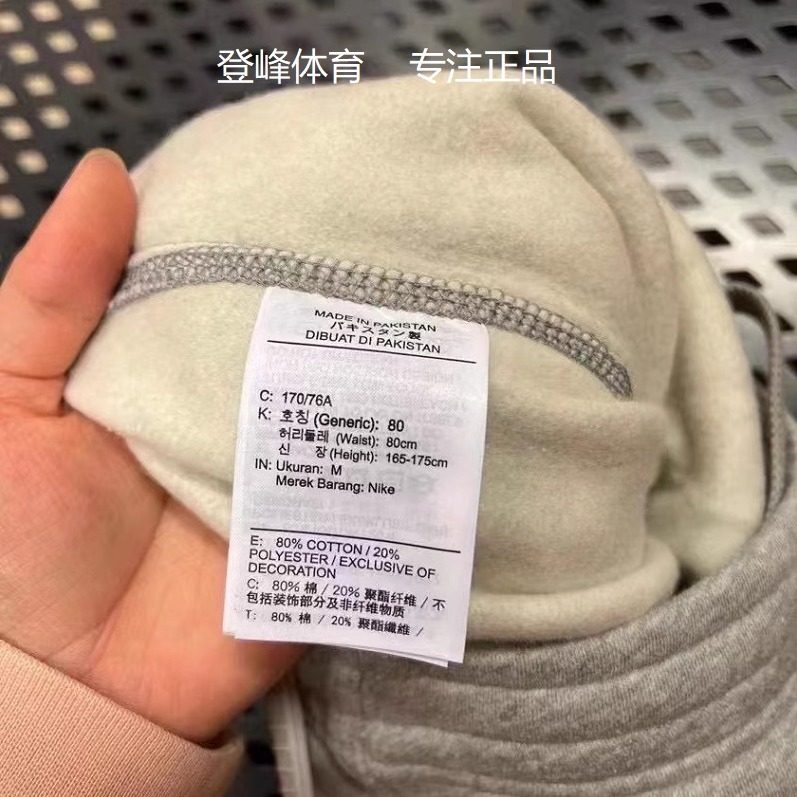 登峰体育 专注正品
MADE IN PAKISTAN
パキスタン製
DIBUAT DI PAKISTAN
C: 170/76A
K: 호칭 (Generic): 80
허리둘레 (Waist): 80cm
신 장 (Height): 165-175cm
IN: Ukuran: M
Merek Barang: Nike
E: 80% COTTON / 20%
POLYESTER / EXCLUSIVE OF
DECORATION
C: 80% 棉 / 20% 聚酯纤维 / 不
包括装饰部分及非纤维物质
T: 80% 棉 / 20% 聚酯纖維 /